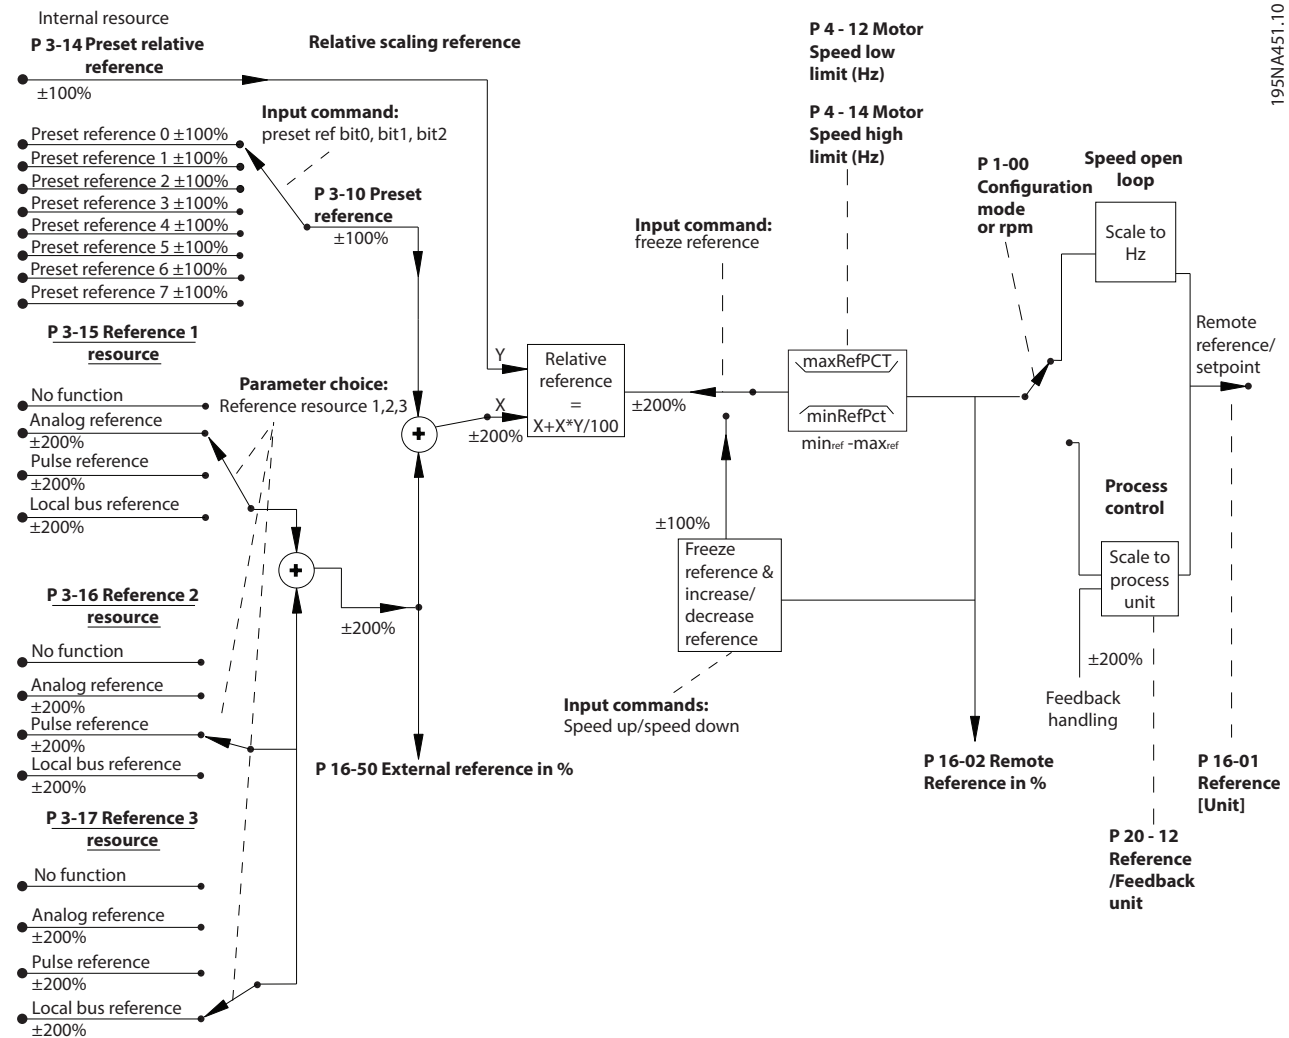 Internal resource
P 3-14 Preset relative
reference
±100%
Relative scaling reference
Input command:
preset ref bit0, bit1, bit2
Preset reference 0 ±100%
Preset reference 1 ±100%
Preset reference 2 ±100%
Preset reference 3 ±100%
Preset reference 4 ±100%
Preset reference 5 ±100%
Preset reference 6 ±100%
Preset reference 7 ±100%
P 3-10 Preset
reference
±100%
P 3-15 Reference 1
resource
No function
Analog reference
±200%
Pulse reference
±200%
Local bus reference
±200%
Parameter choice:
Reference resource 1,2,3
+
+
±200%
P 3-16 Reference 2
resource
No function
Analog reference
±200%
Pulse reference
±200%
Local bus reference
±200%
P 3-17 Reference 3
resource
No function
Analog reference
±200%
Pulse reference
±200%
Local bus reference
±200%
P 16-50 External reference in %
Y
X
±200%
Relative
reference
=
X+X*Y/100
±200%
Input command:
freeze reference
P 4 - 12 Motor
Speed low
limit (Hz)
P 4 - 14 Motor
Speed high
limit (Hz)
maxRefPCT
minRefPct
minref -maxref
±100%
Freeze
reference &
increase/
decrease
reference
Input commands:
Speed up/speed down
P 16-02 Remote
Reference in %
P 1-00
Configuration
mode
or rpm
Speed open
loop
Scale to
Hz
Remote
reference/
setpoint
Process
control
Scale to
process
unit
±200%
Feedback
handling
P 16-01
Reference
[Unit]
P 20 - 12
Reference
/Feedback
unit
195NA451.10